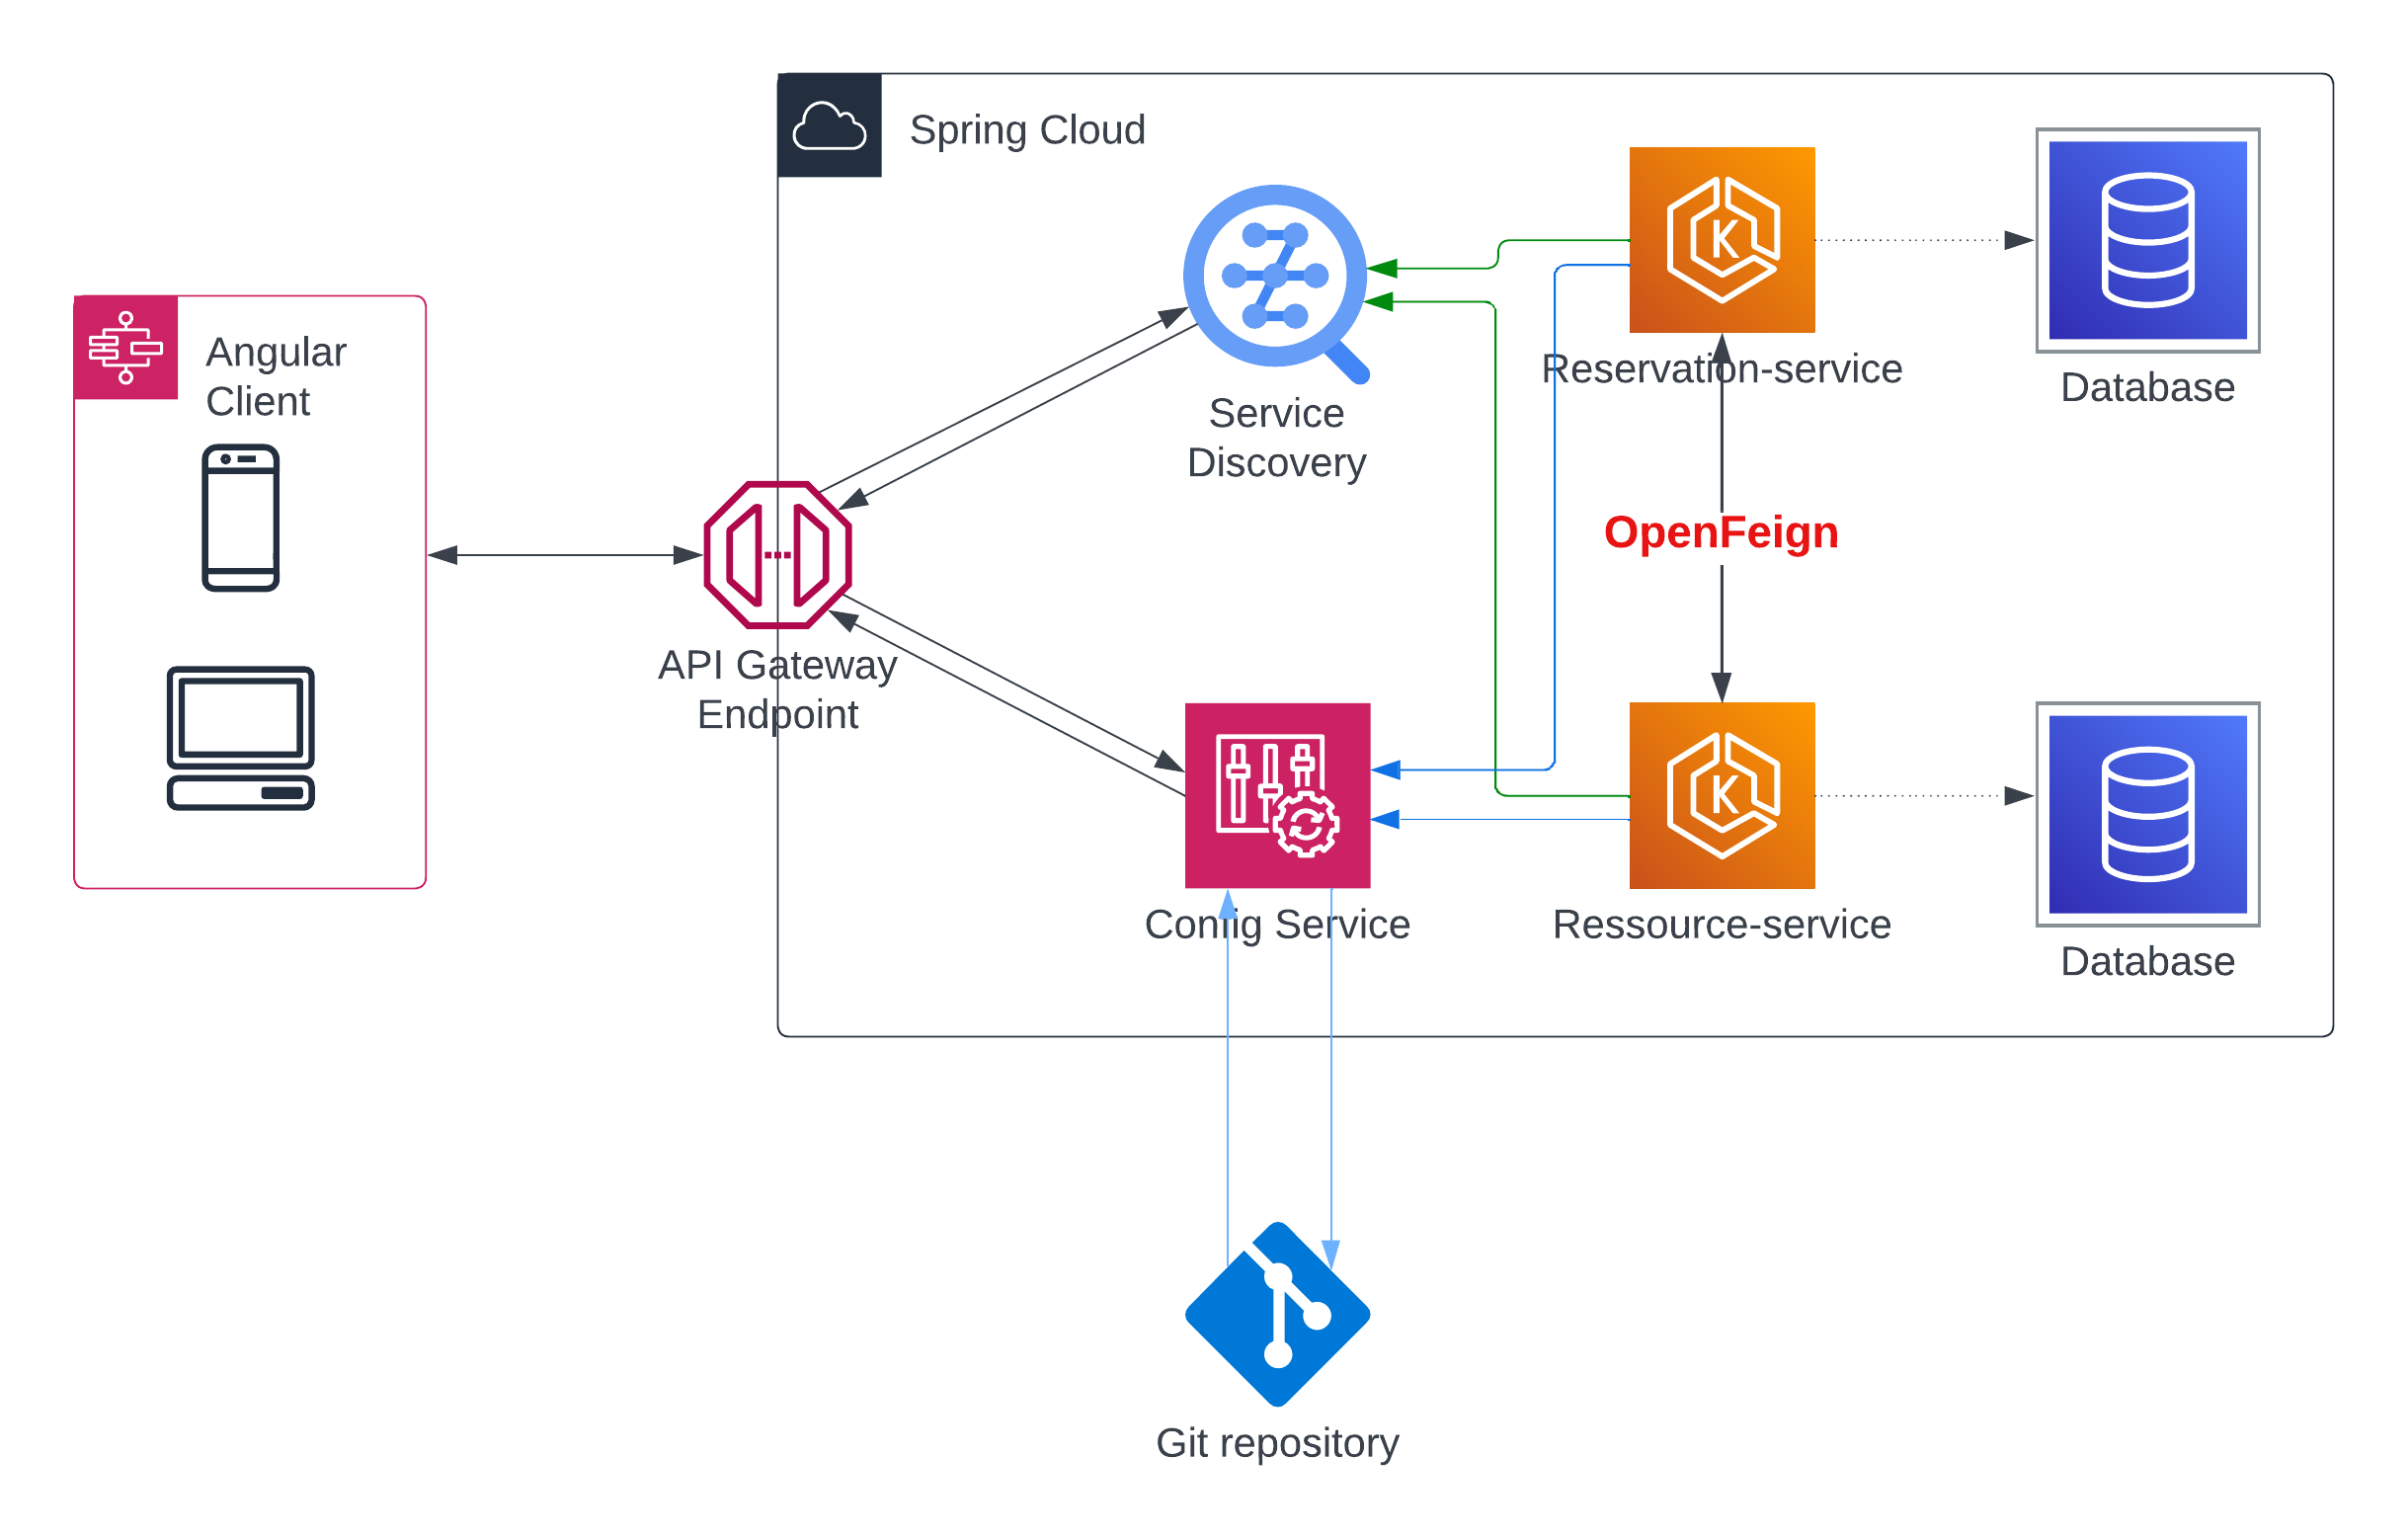 Spring Cloud
Angular
Client
Service
Discovery
Reservation-service
Database
OpenFeign
API Gateway
Endpoint
Config Service
Ressource-service
Database
Git repository